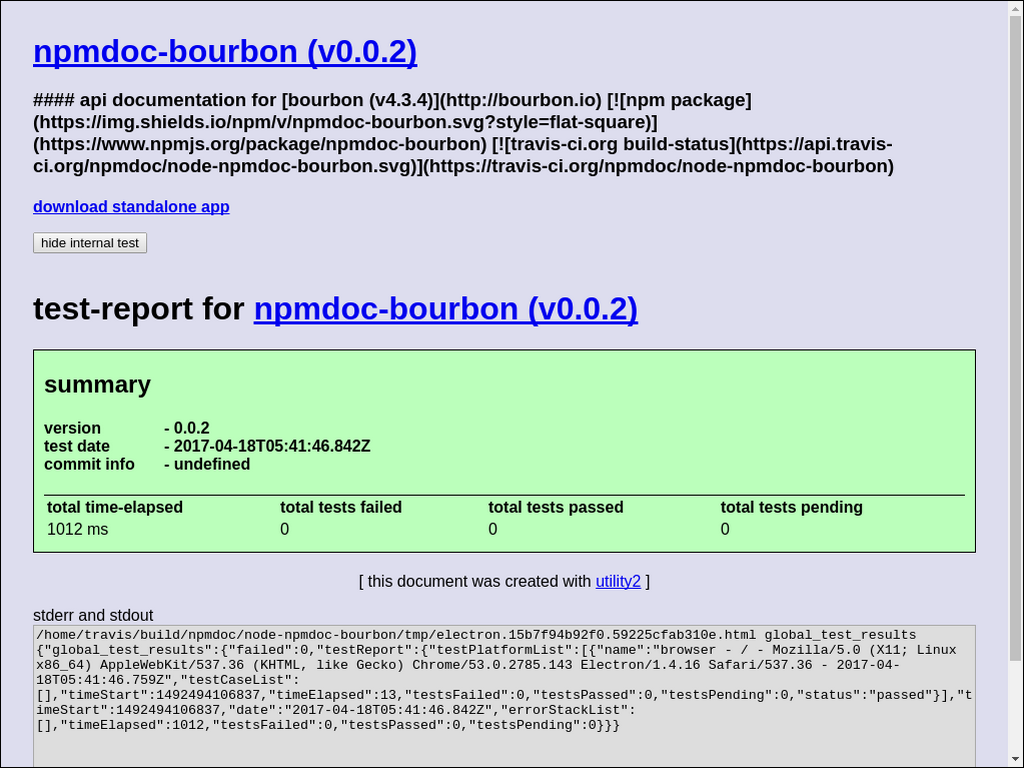 npmdoc-bourbon (v0.0.2)
#### api documentation for [bourbon (v4.3.4)](http://bourbon.io) [![npm package]
(https://img.shields.io/npm/v/npmdoc-bourbon.svg?style=flat-square)]
(https://www.npmjs.org/package/npmdoc-bourbon) [![travis-ci.org build-status](https://api.travis-
ci.org/npmdoc/node-npmdoc-bourbon.svg)](https://travis-ci.org/npmdoc/node-npmdoc-bourbon)
download standalone app
hide internal test
test-report for npmdoc-bourbon (v0.0.2)
summary
version - 0.0.2
test date - 2017-04-18T05:41:46.842Z
commit info - undefined
total time-elapsed total tests failed total tests passed total tests pending
1012 ms 0 0 0
[ this document was created with utility2 ]
stderr and stdout
/home/travis/build/npmdoc/node-npmdoc-bourbon/tmp/electron.15b7f94b92f0.59225cfab310e.html global_test_results
{"global_test_results":{"failed":0,"testReport":{"testPlatformList":[{"name":"browser - / - Mozilla/5.0 (X11; Linux
x86_64) AppleWebKit/537.36 (KHTML, like Gecko) Chrome/53.0.2785.143 Electron/1.4.16 Safari/537.36 - 2017-04-
18T05:41:46.759Z","testCaseList":
[],"timeStart":1492494106837,"timeElapsed":13,"testsFailed":0,"testsPassed":0,"testsPending":0,"status":"passed"}],"t
imeStart":1492494106837,"date":"2017-04-18T05:41:46.842Z","errorStackList":
[],"timeElapsed":1012,"testsFailed":0,"testsPassed":0,"testsPending":0}}}